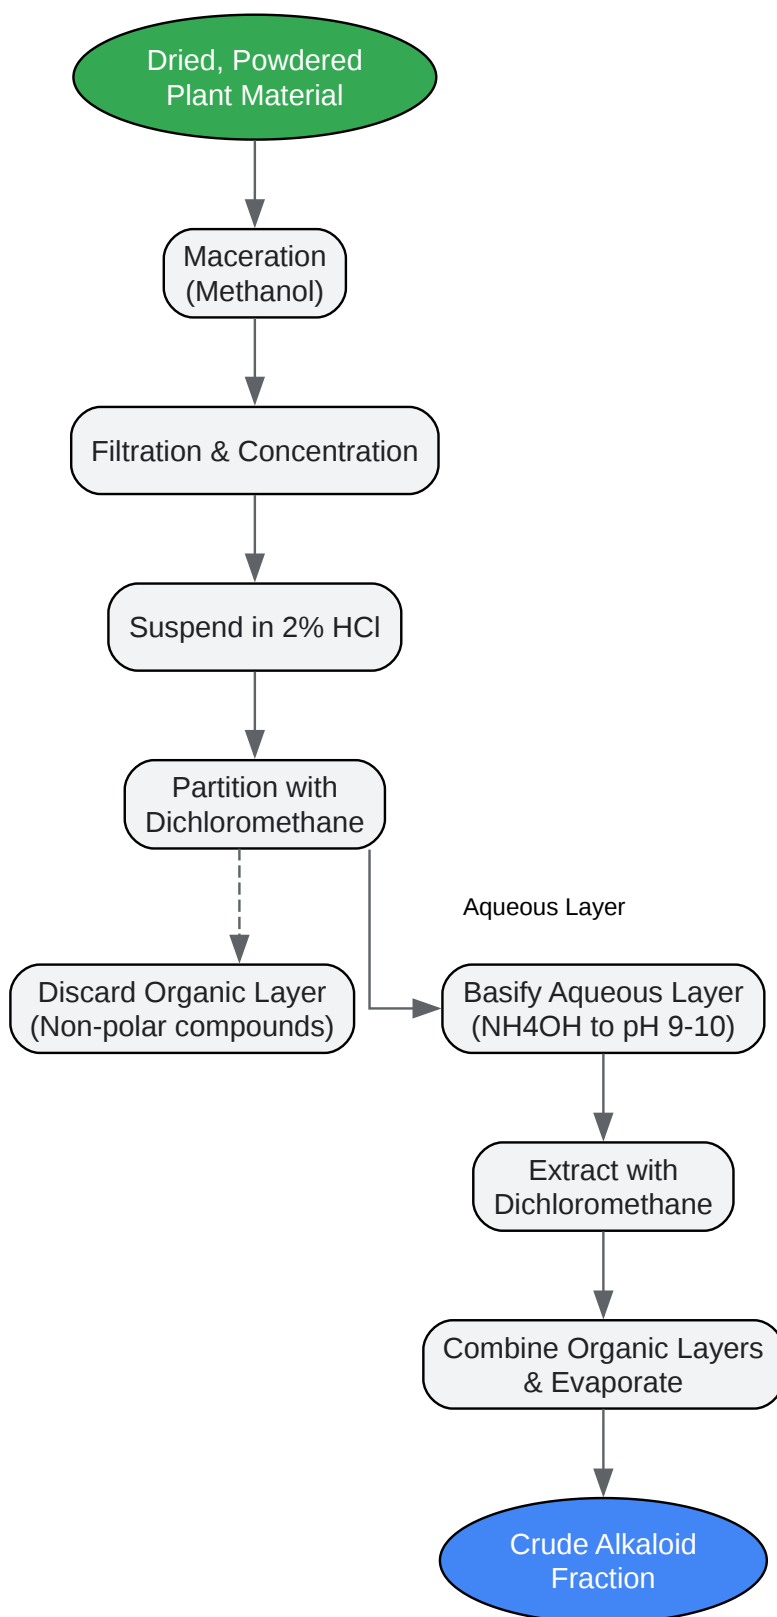 Dried, Powdered
Plant Material
Maceration
(Methanol)
Filtration & Concentration
Suspend in 2% HCl
Partition with
Dichloromethane
Aqueous Layer
Discard Organic Layer
(Non-polar compounds)
Basify Aqueous Layer
(NH4OH to pH 9-10)
Extract with
Dichloromethane
Combine Organic Layers
& Evaporate
Crude Alkaloid
Fraction